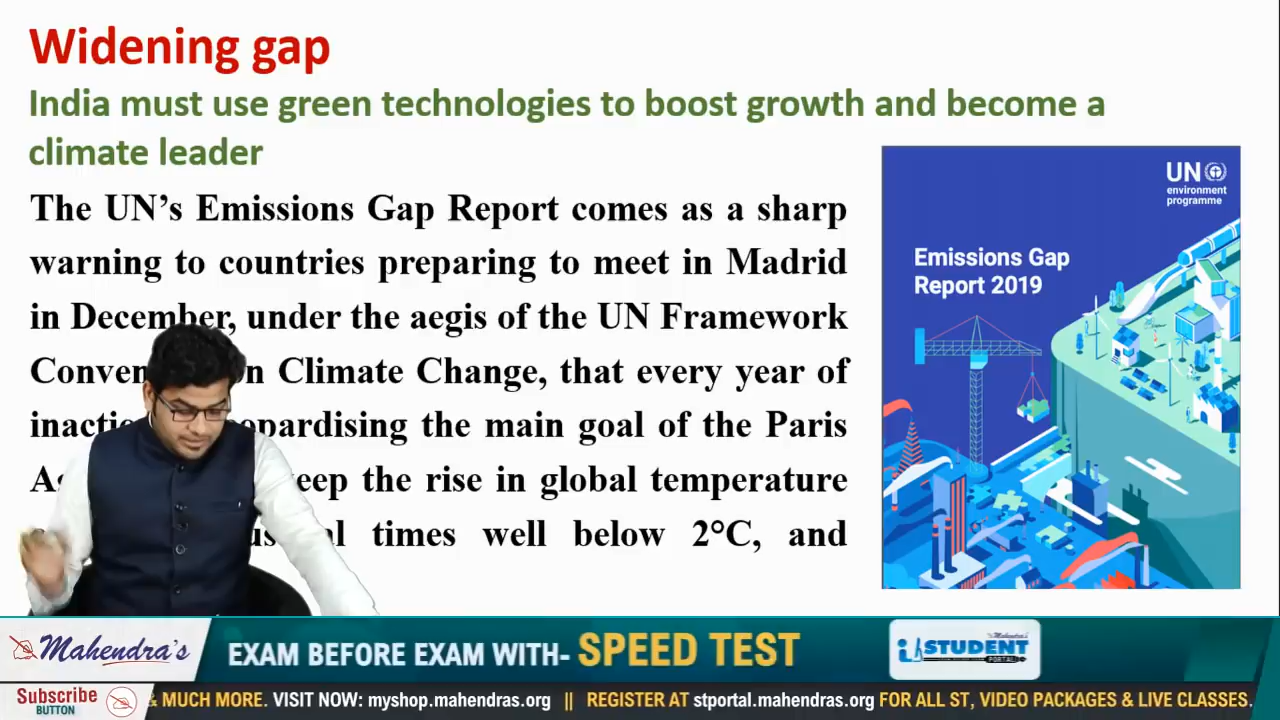 Widening gap
India must use green technologies to boost growth and become a
climate leader
The UN's Emissions Gap Report comes as a sharp
warning to countries preparing to meet in Madrid
in December, under the aegis of the UN Framework
Conven n Climate Change, that every year of
inacti opardising the main goal of the Paris
eep the rise in global temperature
us al times well below 2°C, and
UN
environment
programme
Emissions Gap
Report 2019
Mahendra's
EXAM BEFORE EXAM WITH- SPEED TEST
Mahendra's
STUDENT
PORTAL
Subscribe
BUTTON
& MUCH MORE. VISIT NOW: myshop.mahendras.org || REGISTER AT stportal.mahendras.org FOR ALL ST, VIDEO PACKAGES & LIVE CLASSES.